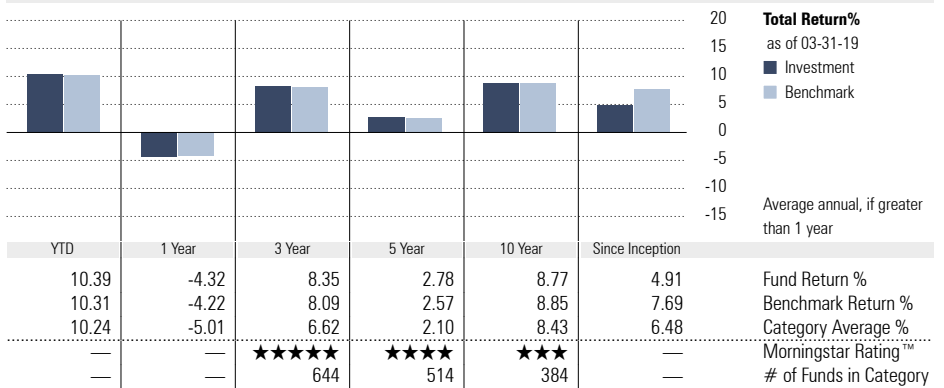 20
15
10
5
0
-5
-10
-15
Total Return%
as of 03-31-19
Investment
Benchmark
Average annual, if greater
than 1 year
YTD 1 Year 3 Year 5 Year 10 Year Since Inception
10.39 -4.32 8.35 2.78 8.77 4.91 Fund Return %
10.31 -4.22 8.09 2.57 8.85 7.69 Benchmark Return %
10.24 -5.01 6.62 2.10 8.43 6.48 Category Average %
— — ★★★★★ ★★★★ ★★★ — Morningstar Rating™
— — 644 514 384 — # of Funds in Category